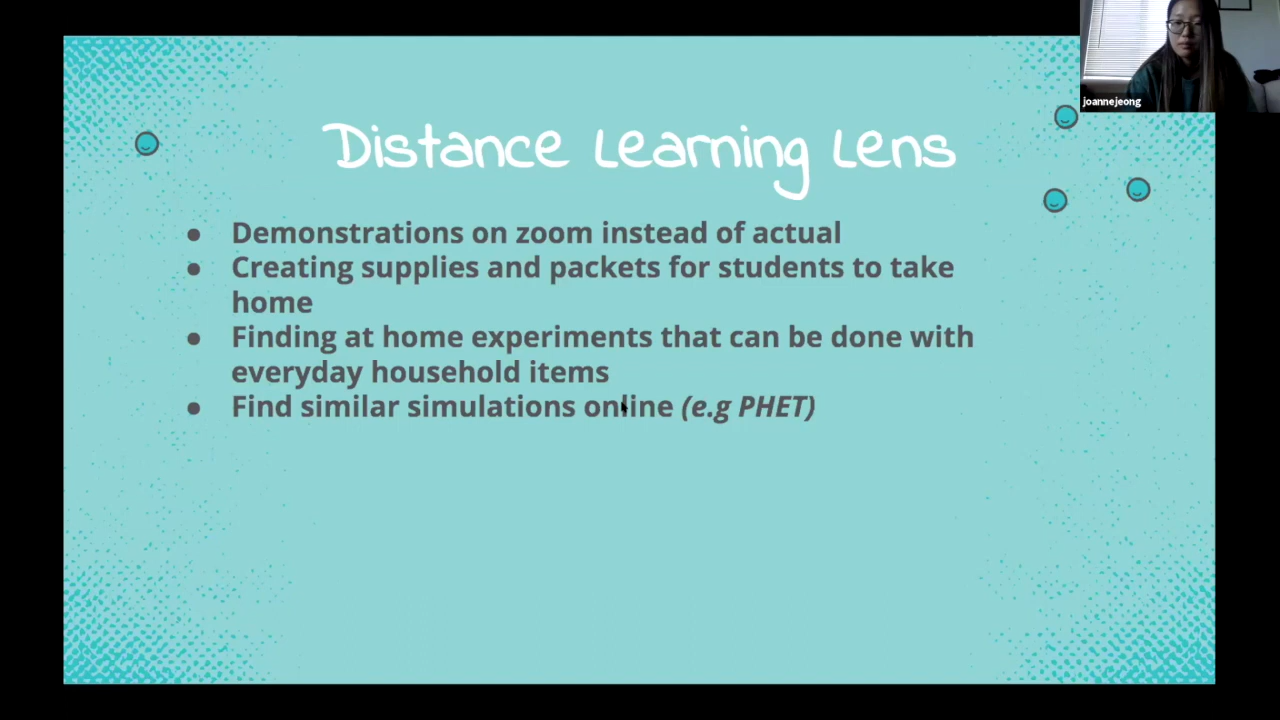 joannejeong
Distance Learning Lens
● Demonstrations on zoom instead of actual
● Creating supplies and packets for students to take
home
● Finding at home experiments that can be done with
everyday household items
● Find similar simulations online (e.g PHET)